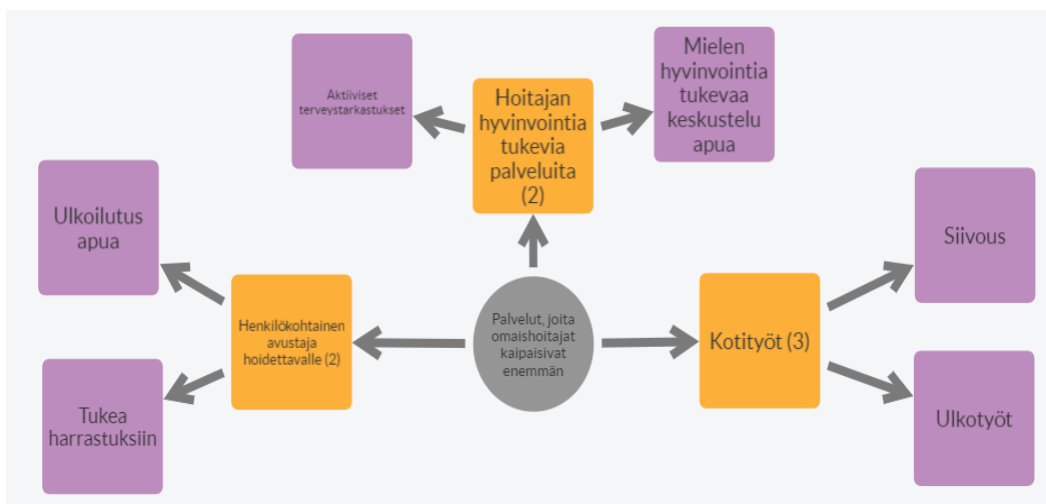 Aktiiviset
terveystarkastukset
Hoitajan
hyvinvointia
tukevia
palveluita
(2)
Mielen
hyvinvointia
tukevaa
keskustelu
apua
Ulkoilutus
apua
Siivous
Henkilökohtainen
avustaja
hoidettavalle (2)
Palvelut, joita
omaishoitajat
kaipaisivat
enemmän
Kotityöt (3)
Tukea
harrastuksiin
Ulkotyöt